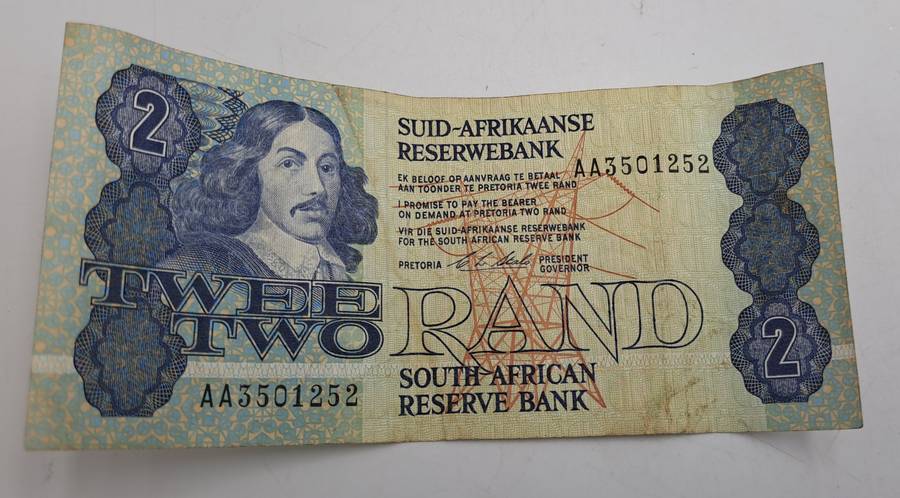 2
SUID-AFRIKAANSE
RESERWEBANK
AA3501252
EK BELOOF OP AANVRAAG TE BETAAL
AAN TOONDER TE PRETORIA TWEE RAND
I PROMISE TO PAY THE BEARER
ON DEMAND AT PRETORIA TWO RAND
VIR DIE SUID-AFRIKAANSE RESERWEBANK
FOR THE SOUTH AFRICAN RESERVE BANK
PRETORIA PRESIDENT
GOVERNOR
TWEE
TWO
RAND
2
AA3501252
SOUTH AFRICAN
RESERVE BANK